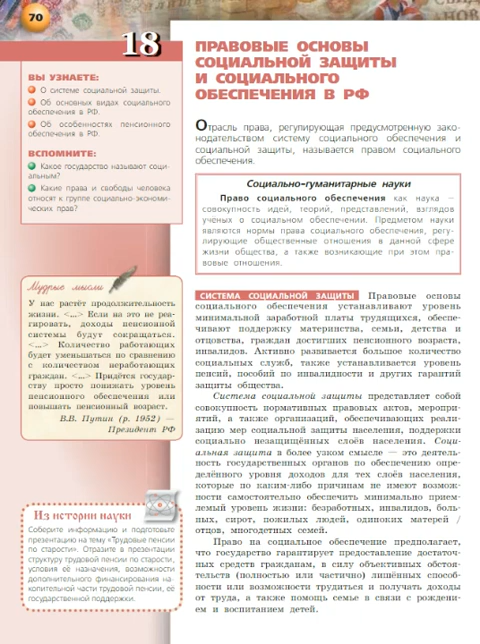 70
18
ПРАВОВЫЕ ОСНОВЫ
СОЦИАЛЬНОЙ ЗАЩИТЫ
И СОЦИАЛЬНОГО
ОБЕСПЕЧЕНИЯ В РФ
ВЫ УЗНАЕТЕ:
О системе социальной защиты.
Об основных видах социального
обеспечения в РФ.
Об особенностях пенсионного
обеспечения в РФ.
ВСПОМНИТЕ:
Какое государство называют соци-
альным?
Какие права и свободы человека
относят к группе социально-экономи-
ческих прав?
Отрасль права, регулирующая предусмотренную зако-
нодательством систему социального обеспечения и
социальной защиты, называется правом социального
обеспечения.
Социально-гуманитарные науки
Право социального обеспечения как наука —
совокупность идей, теорий, представлений, взглядов
учёных о социальном обеспечении. Предметом науки
являются нормы права социального обеспечения, регу-
лирующие общественные отношения в данной сфере
жизни общества, а также возникающие при этом пра-
вовые отношения.
Мудрые мысли
У нас растёт продолжительность
жизни. <...> Если на это не реа-
гировать, доходы пенсионной
системы будут сокращаться.
<...> Количество работающих
будет уменьшаться по сравнению
с количеством неработающих
граждан. <...> Придётся государ-
ству просто понижать уровень
пенсионного обеспечения или
повышать пенсионный возраст.
В.В. Путин (р. 1952) —
Президент РФ
СИСТЕМА СОЦИАЛЬНОЙ ЗАЩИТЫ Правовые основы
социального обеспечения устанавливают уровень
минимальной заработной платы трудящихся, обеспе-
чивают поддержку материнства, семьи, детства и
отцовства, граждан достигших пенсионного возраста,
инвалидов. Активно развивается большое количество
социальных служб, также устанавливается уровень
пенсий, пособий по инвалидности и других гарантий
защиты общества.
Система социальной защиты представляет собой
совокупность нормативных правовых актов, мероприя-
тий, а также организаций, обеспечивающих реали-
зацию мер социальной защиты населения, поддержки
социально незащищённых слоёв населения. Соци-
альная защита в более узком смысле — это деятель-
ность государственных органов по обеспечению опре-
делённого уровня доходов для тех слоёв населения,
которые по каким-либо причинам не имеют возмож-
ности самостоятельно обеспечить минимально прием-
лемый уровень жизни: безработных, инвалидов, боль-
ных, сирот, пожилых людей, одиноких матерей /
отцов, многодетных семей.
Право на социальное обеспечение предполагает,
что государство гарантирует предоставление достаточ-
ных средств гражданам, в силу объективных обстоя-
тельств (полностью или частично) лишённых способ-
ности или возможности трудиться и получать доходы
от труда, а также помощь семье в связи с рождени-
ем и воспитанием детей.
Из истории науки
Соберите информацию и подготовьте
презентацию на тему «Трудовые пенсии
по старости». Отразите в презентации
структуру трудовой пенсии по старости,
условия её назначения, возможности
дополнительного финансирования на-
копительной части трудовой пенсии, её
государственной поддержки.